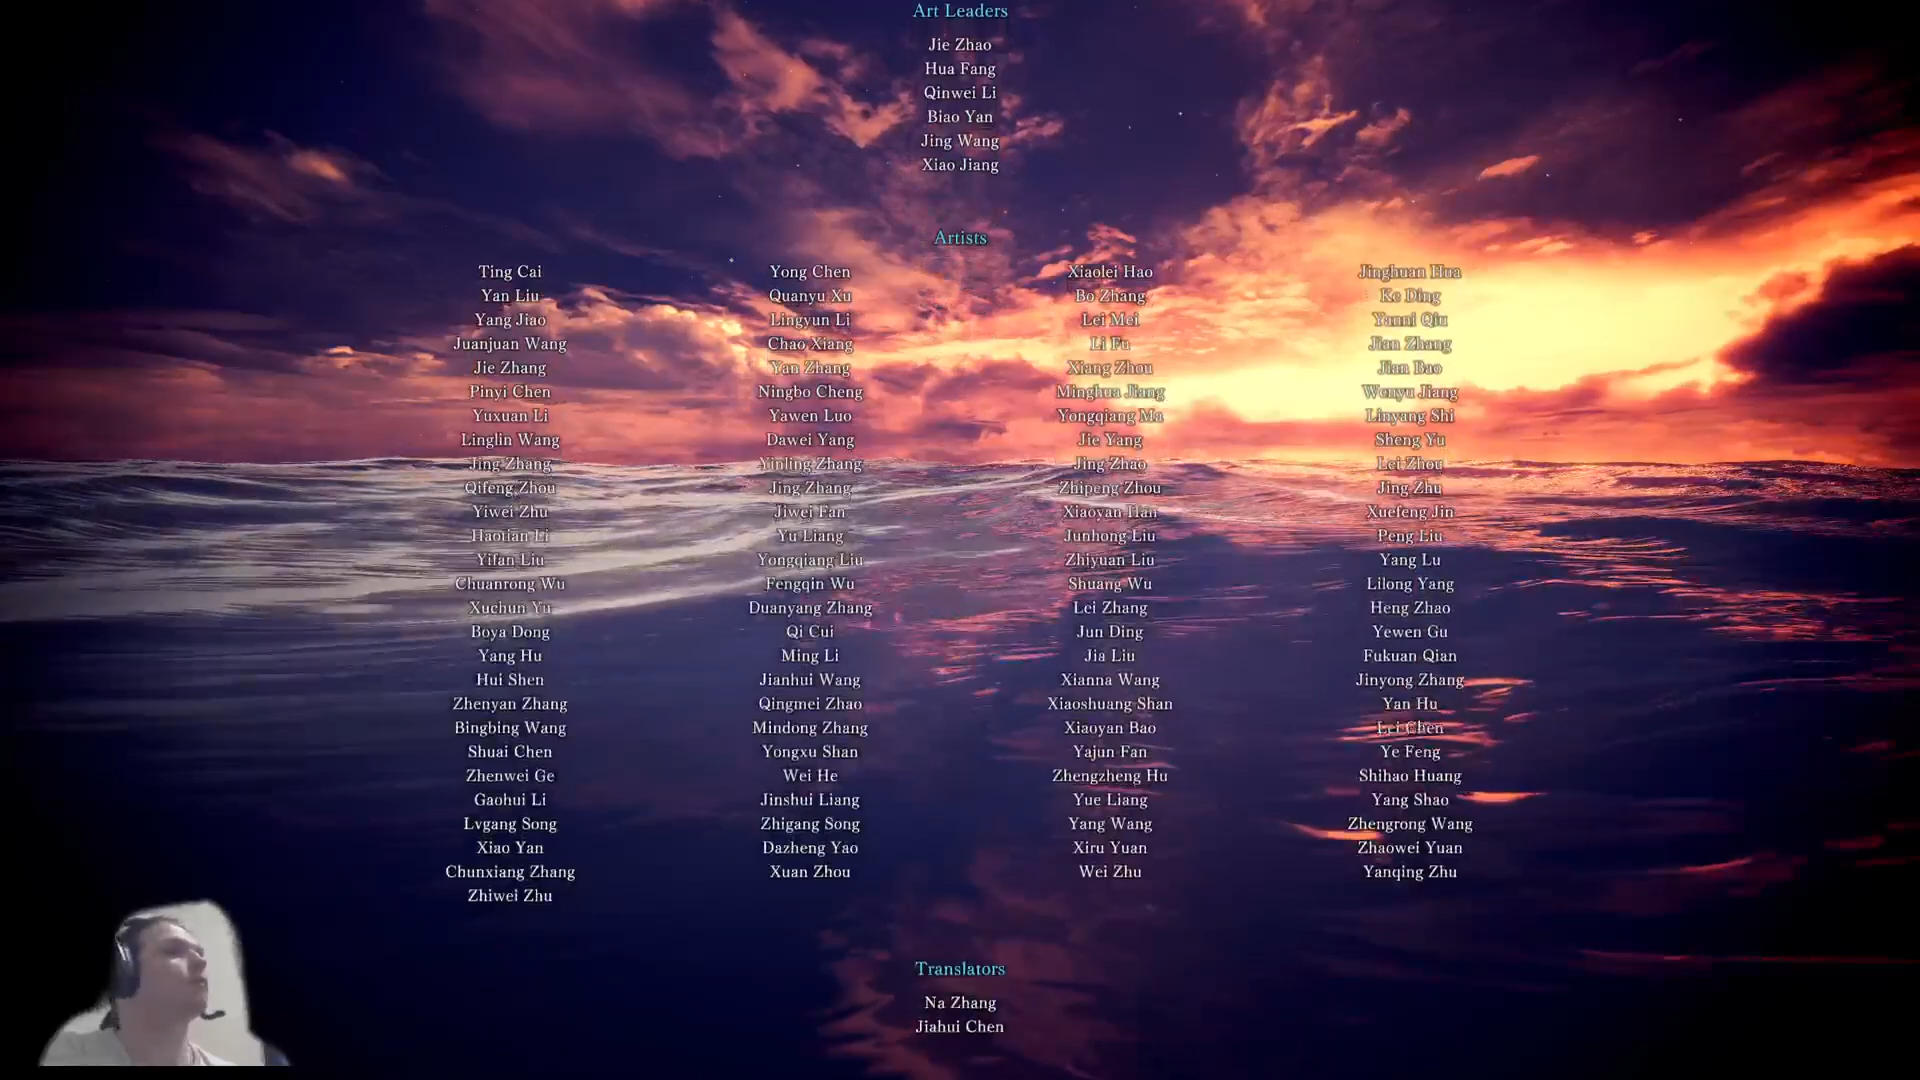 Art Leaders
Jie Zhao
Hua Fang
Qinwei Li
Biao Yan
Jing Wang
Xiao Jiang
Artists
Ting Cai Yong Chen Xiaolei Hao Jinghuan Hua
Yan Liu Quanyu Xu Bo Zhang Ke Ding
Yang Jiao Lingyun Li Lei Mei Yanni Qiu
Juanjuan Wang Chao Xiang Li Fu Jian Zhang
Jie Zhang Yan Zhang Xiang Zhou Jian Bao
Pinyi Chen Ningbo Cheng Minghua Jiang Wenyu Jiang
Yuxuan Li Yawen Luo Yongqiang Ma Linyang Shi
Linglin Wang Dawei Yang Jie Yang Sheng Yu
Jing Zhang Yinling Zhang Jing Zhao Lei Zhou
Qifeng Zhou Jing Zhang Zhipeng Zhou Jing Zhu
Yiwei Zhu Jiwei Fan Xiaoyan Han Xuefeng Jin
Haotian Li Yu Liang Junhong Liu Peng Liu
Yifan Liu Yongqiang Liu Zhiyuan Liu Yang Lu
Chuanrong Wu Fengqin Wu Shuang Wu Lilong Yang
Xuchun Yu Duanyang Zhang Lei Zhang Heng Zhao
Boya Dong Qi Cui Jun Ding Yewen Gu
Yang Hu Ming Li Jia Liu Fukuan Qian
Hui Shen Jianhui Wang Xianna Wang Jinyong Zhang
Zhenyan Zhang Qingmei Zhao Xiaoshuang Shan Yan Hu
Bingbing Wang Mindong Zhang Xiaoyan Bao Lei Chen
Shuai Chen Yongxu Shan Yajun Fan Ye Feng
Zhenwei Ge Wei He Zhengzheng Hu Shihao Huang
Gaohui Li Jinshui Liang Yue Liang Yang Shao
Lvgang Song Zhigang Song Yang Wang Zhengrong Wang
Xiao Yan Dazheng Yao Xiru Yuan Zhaowei Yuan
Chunxiang Zhang Xuan Zhou Wei Zhu Yanqing Zhu
Zhiwei Zhu
Translators
Na Zhang
Jiahui Chen